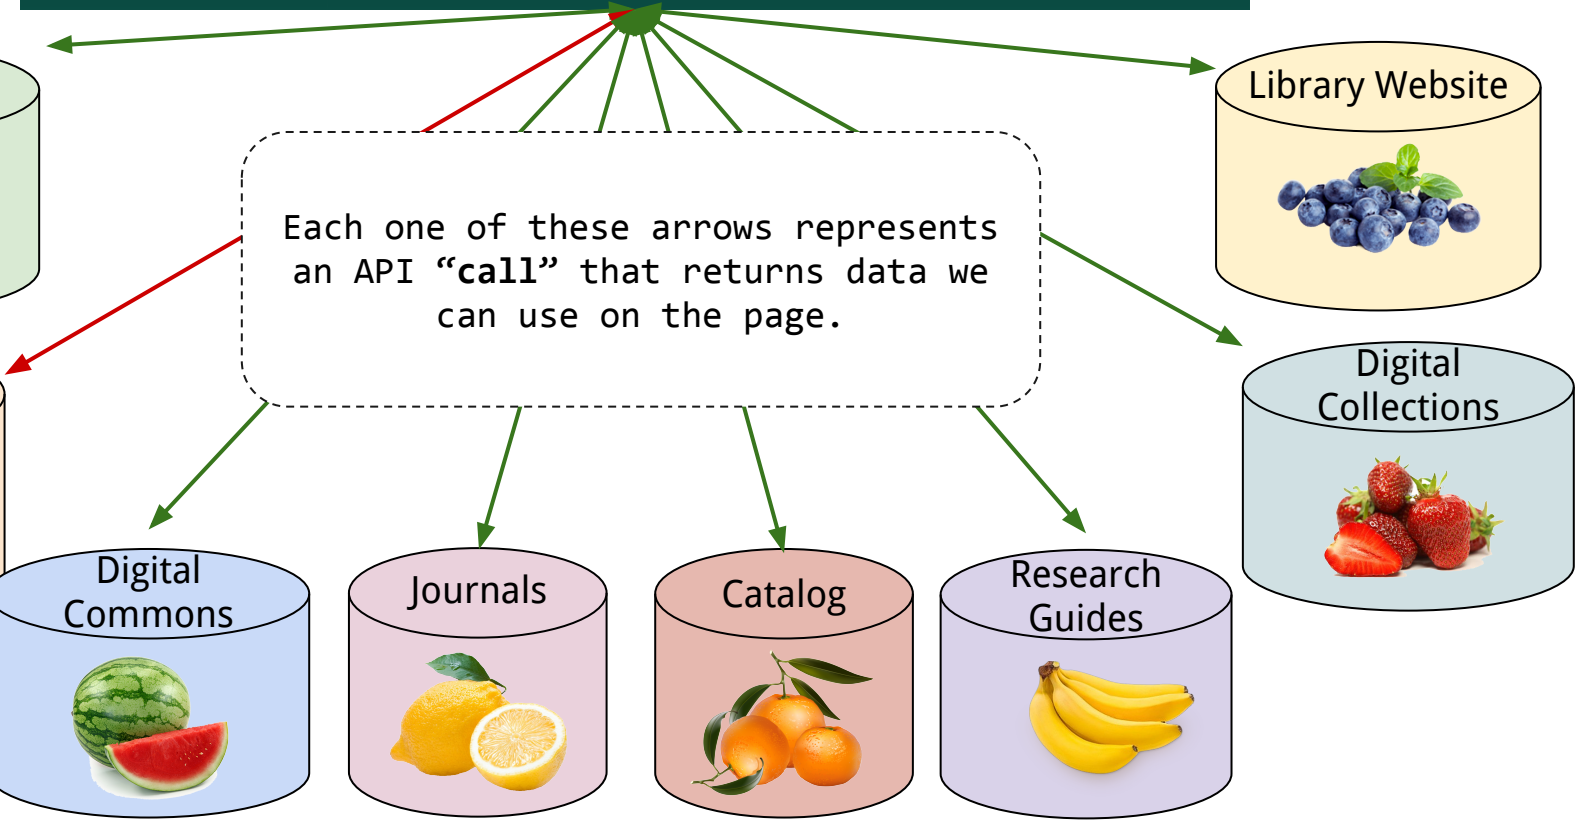 Library Website
Each one of these arrows represents
an API “call” that returns data we
can use on the page.
Digital
Collections
Digital
Commons
Journals
Catalog
Research
Guides